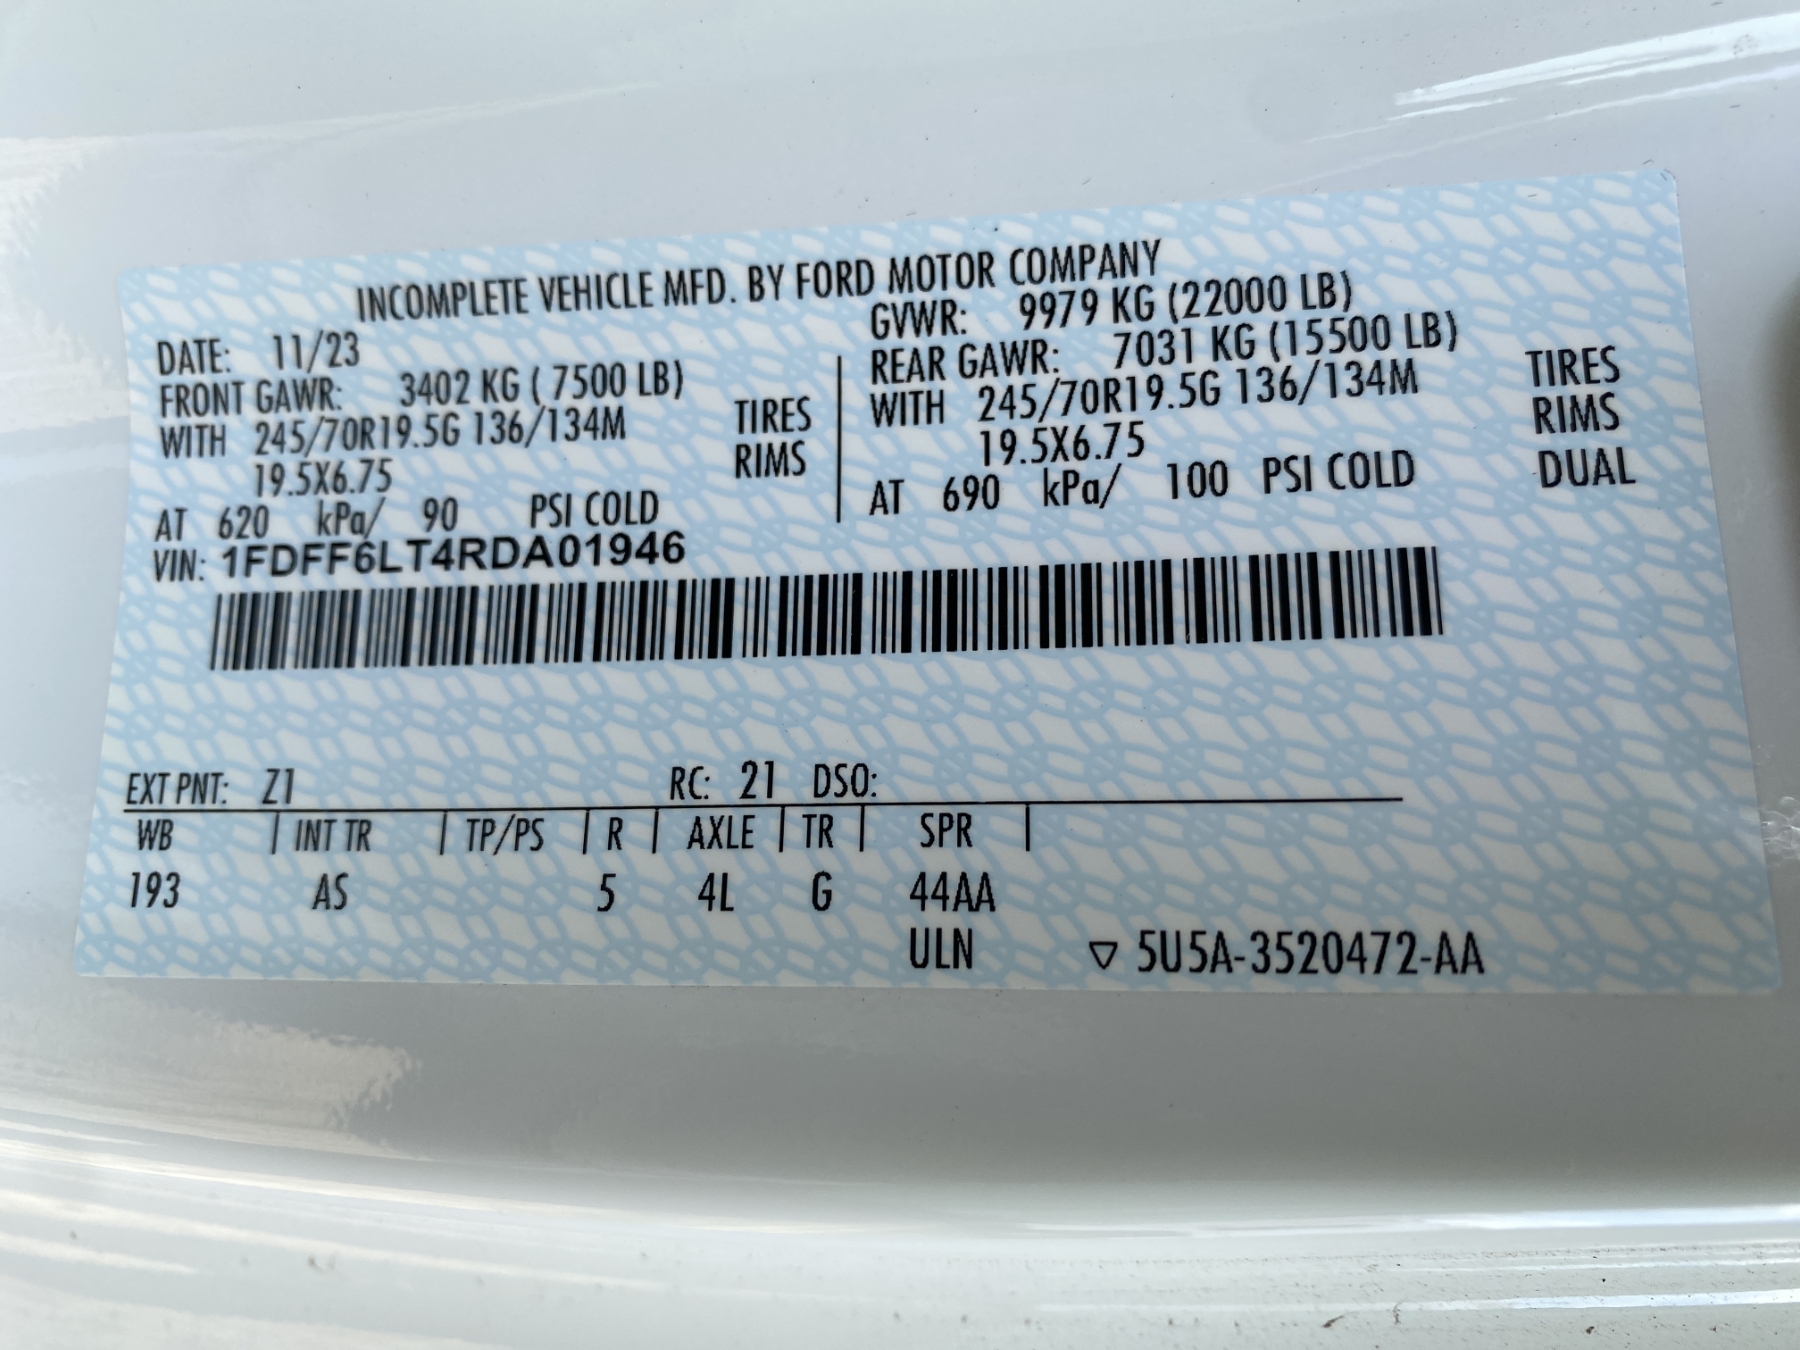 INCOMPLETE VEHICLE MFD. BY FORD MOTOR COMPANY
DATE: 11/23
GVWR: 9979 KG (22000 LB)
FRONT GAWR: 3402 KG ( 7500 LB)
WITH 245/70R19.5G 136/134M TIRES
19.5X6.75 RIMS
AT 620 kPa/ 90 PSI COLD
REAR GAWR: 7031 KG (15500 LB)
WITH 245/70R19.5G 136/134M TIRES
19.5X6.75 RIMS
AT 690 kPa/ 100 PSI COLD DUAL
VIN: 1FDFF6LT4RDA01946
EXT PNT: Z1 RC: 21 DSO:
WB | INT TR | TP/PS | R | AXLE | TR | SPR |
193 AS 5 4L G 44AA
ULN ▽ 5U5A-3520472-AA